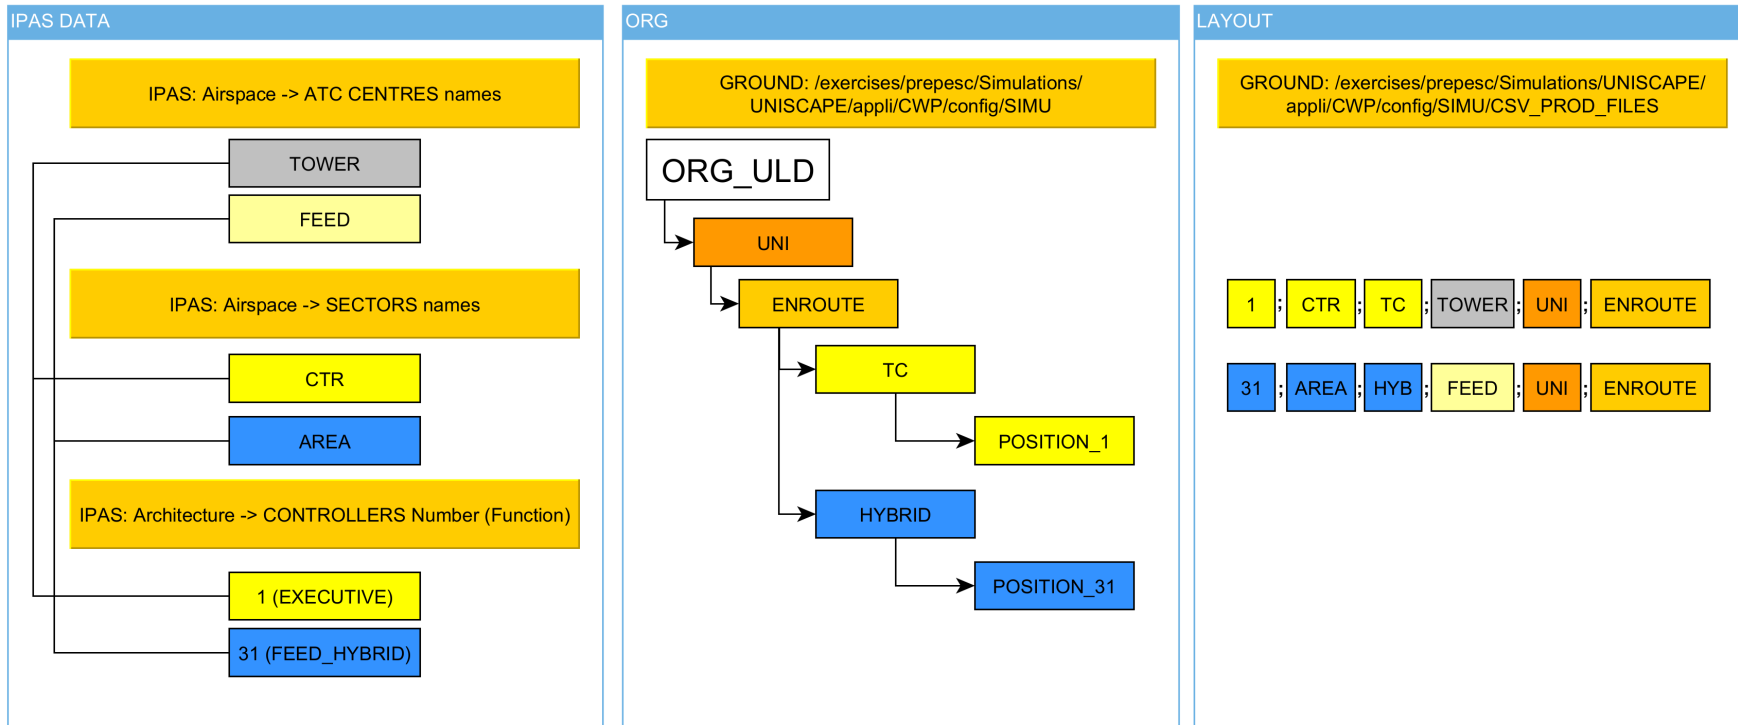 IPAS DATA
IPAS: Airspace -> ATC CENTRES names
TOWER
FEED
IPAS: Airspace -> SECTORS names
CTR
AREA
IPAS: Architecture -> CONTROLLERS Number (Function)
1 (EXECUTIVE)
31 (FEED_HYBRID)
ORG
GROUND: /exercises/prepesc/Simulations/
UNISCAPE/appli/CWP/config/SIMU
ORG_ULD
UNI
ENROUTE
TC
POSITION_1
HYBRID
POSITION_31
LAYOUT
GROUND: /exercises/prepesc/Simulations/UNISCAPE/
appli/CWP/config/SIMU/CSV_PROD_FILES
1 ; CTR ; TC ; TOWER ; UNI ; ENROUTE
31 ; AREA ; HYB ; FEED ; UNI ; ENROUTE